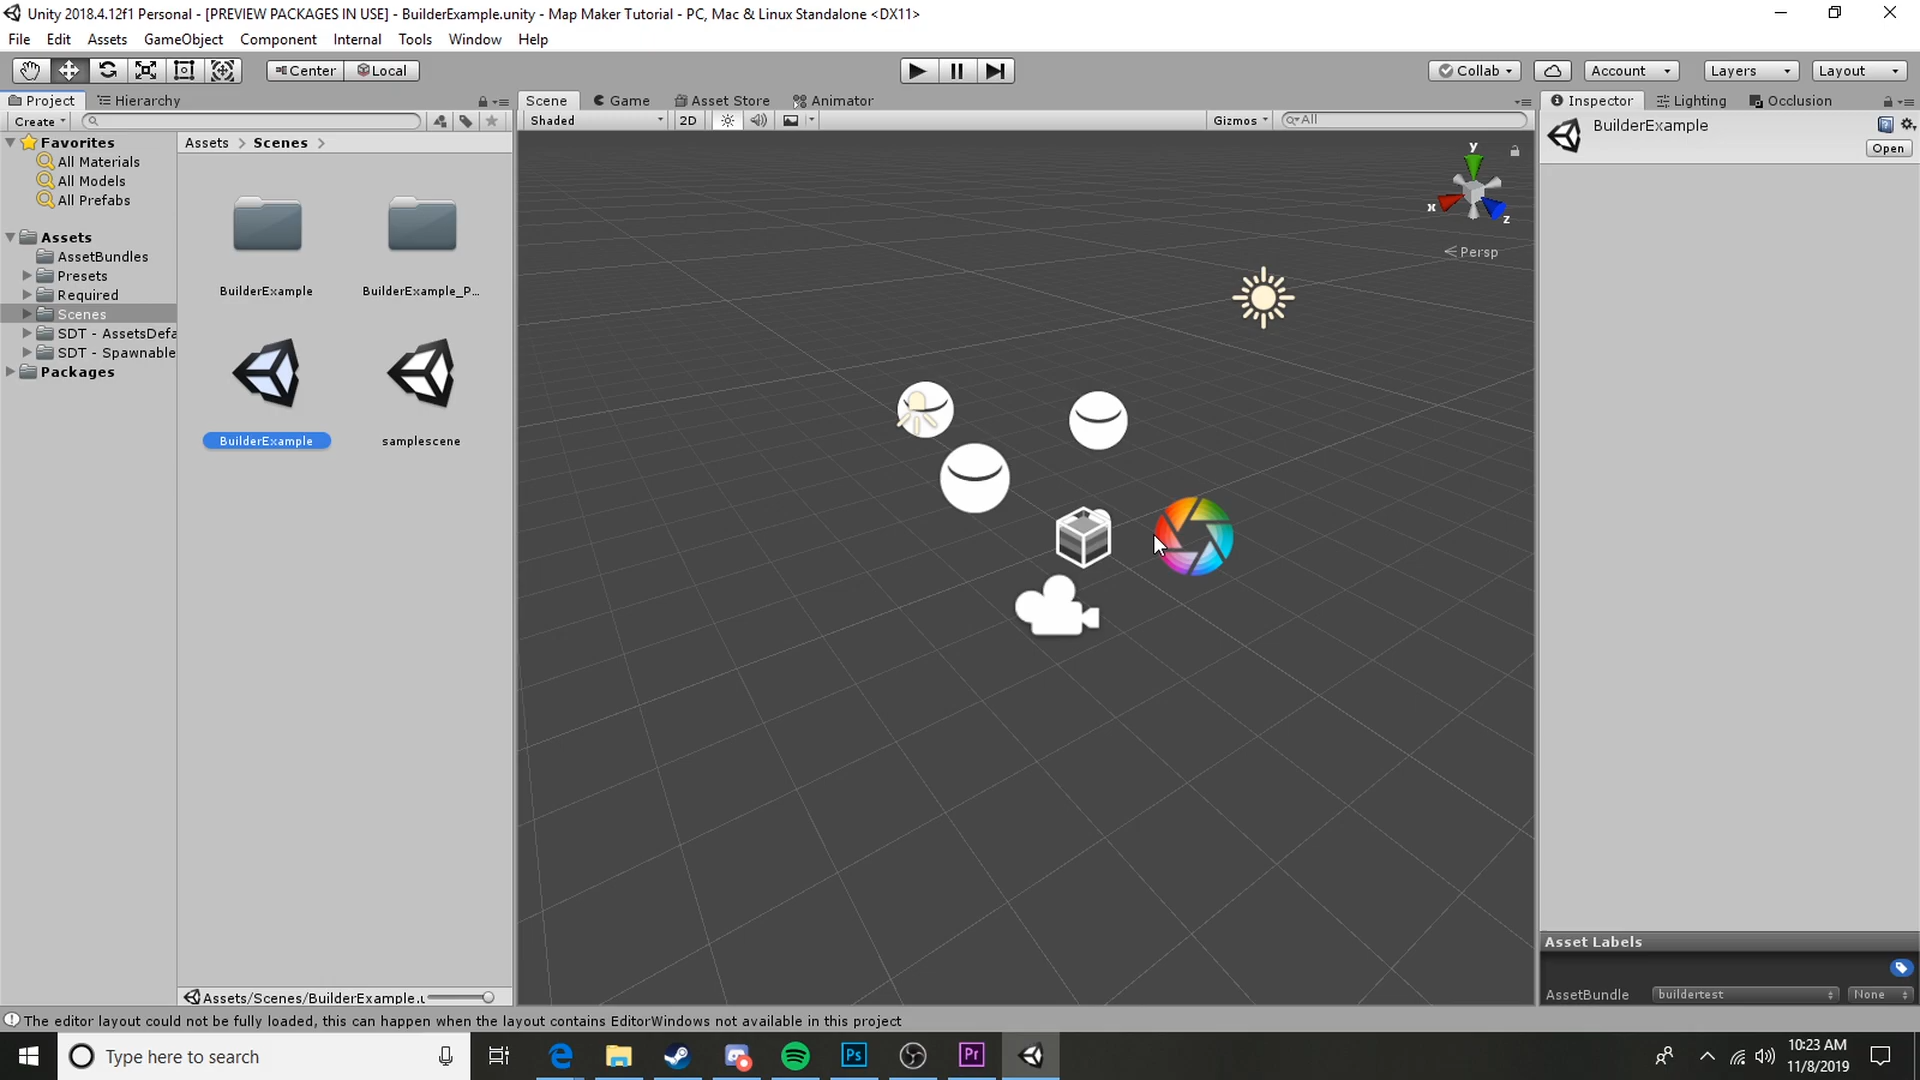 Unity 2018.4.12f1 Personal - [PREVIEW PACKAGES IN USE] - BuilderExample.unity - Map Maker Tutorial - PC, Mac & Linux Standalone <DX11>
File Edit Assets GameObject Component Internal Tools Window Help
Center Local Collab Account Layers Layout
Project Hierarchy Scene Game Asset Store Animator Inspector Lighting Occlusion
Create Shaded 2D Gizmos All
Assets Scenes
BuilderExample
Open
Favorites
All Materials
All Models
All Prefabs
Assets
AssetBundles
Presets
Required
Scenes
SDT - AssetsDefa
SDT - Spawnable
Packages
BuilderExample
BuilderExample_P...
BuilderExample
samplescene
y
x
z
Persp
Asset Labels
AssetBundle buildertest None
Assets/Scenes/BuilderExample.u
The editor layout could not be fully loaded, this can happen when the layout contains EditorWindows not available in this project
Type here to search
Ps
Pr
10:23 AM
11/8/2019